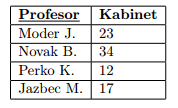 Profesor Kabinet
Moder J. 23
Novak B. 34
Perko K. 12
Jazbec M. 17